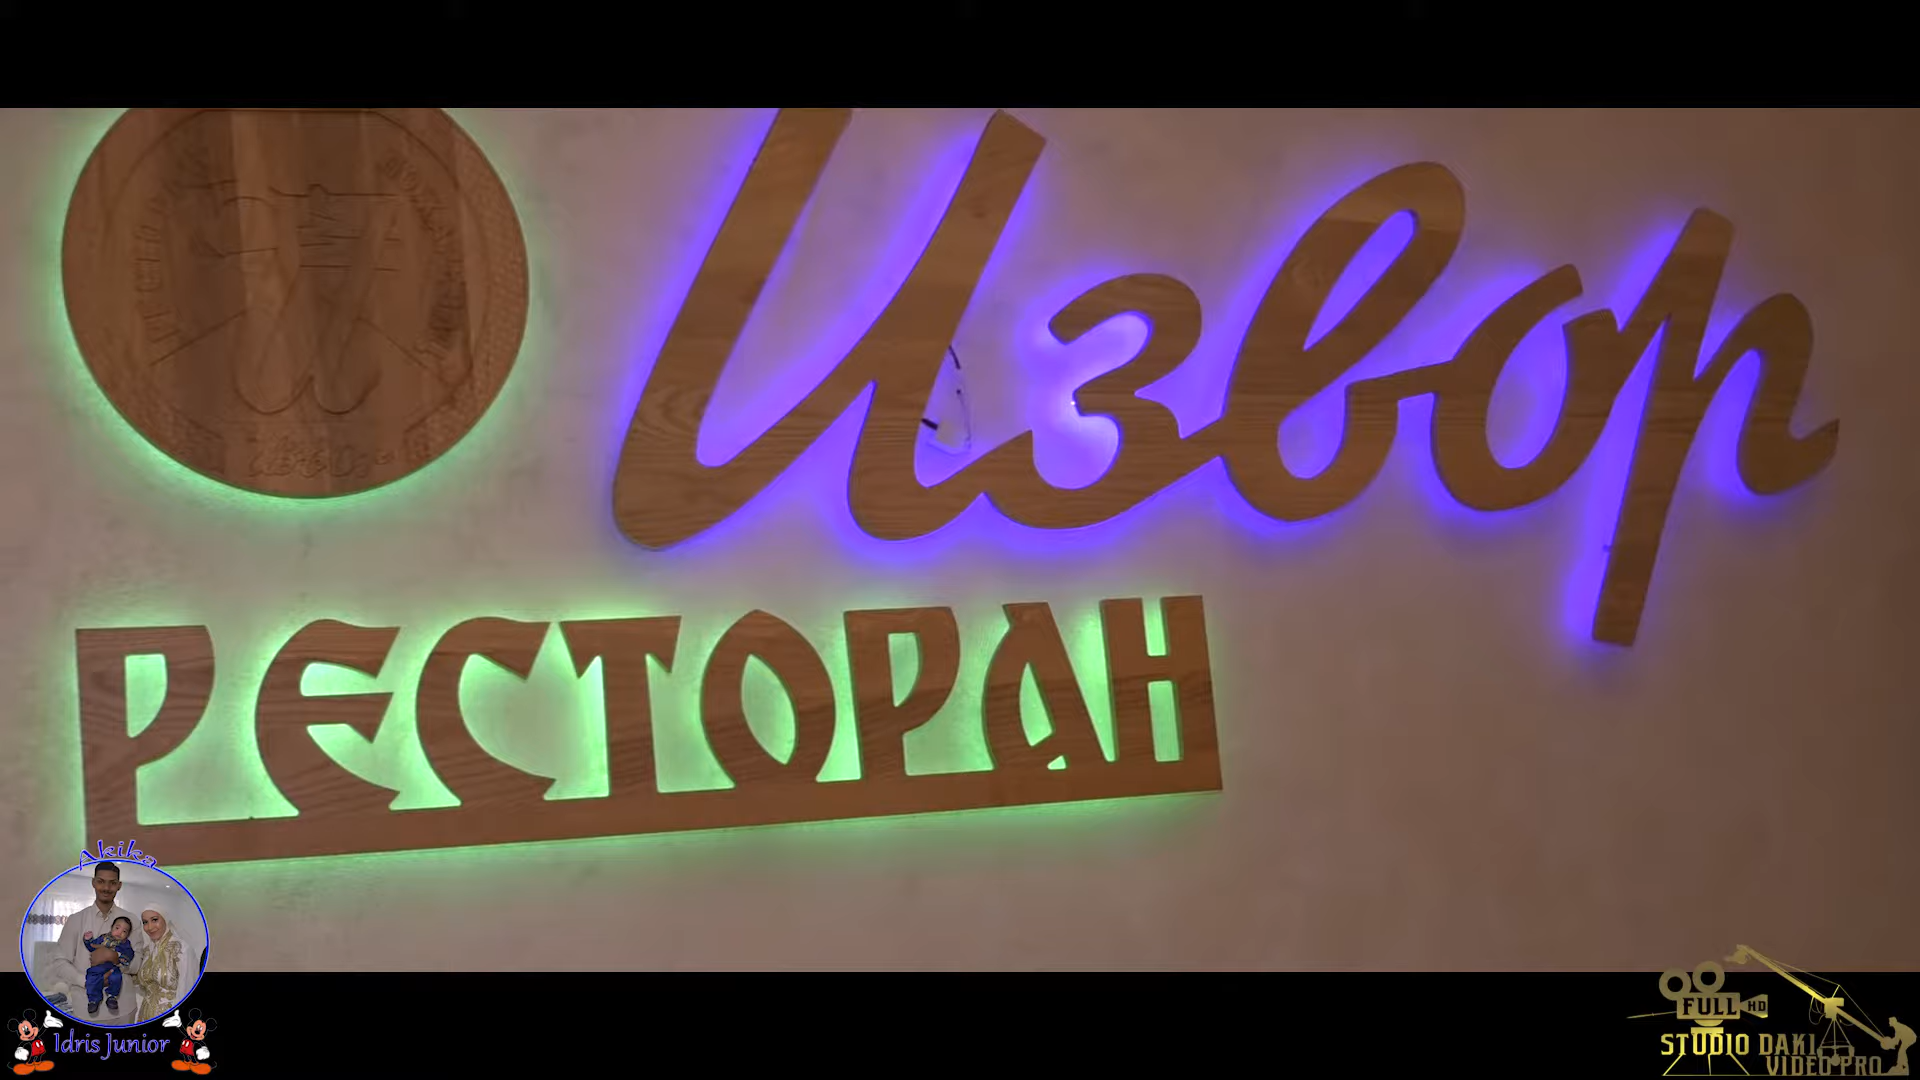 Извор
РЕСТОРАН
Akika
Idris Junior
FULL HD
STUDIO DAKI
VIDEO PRO